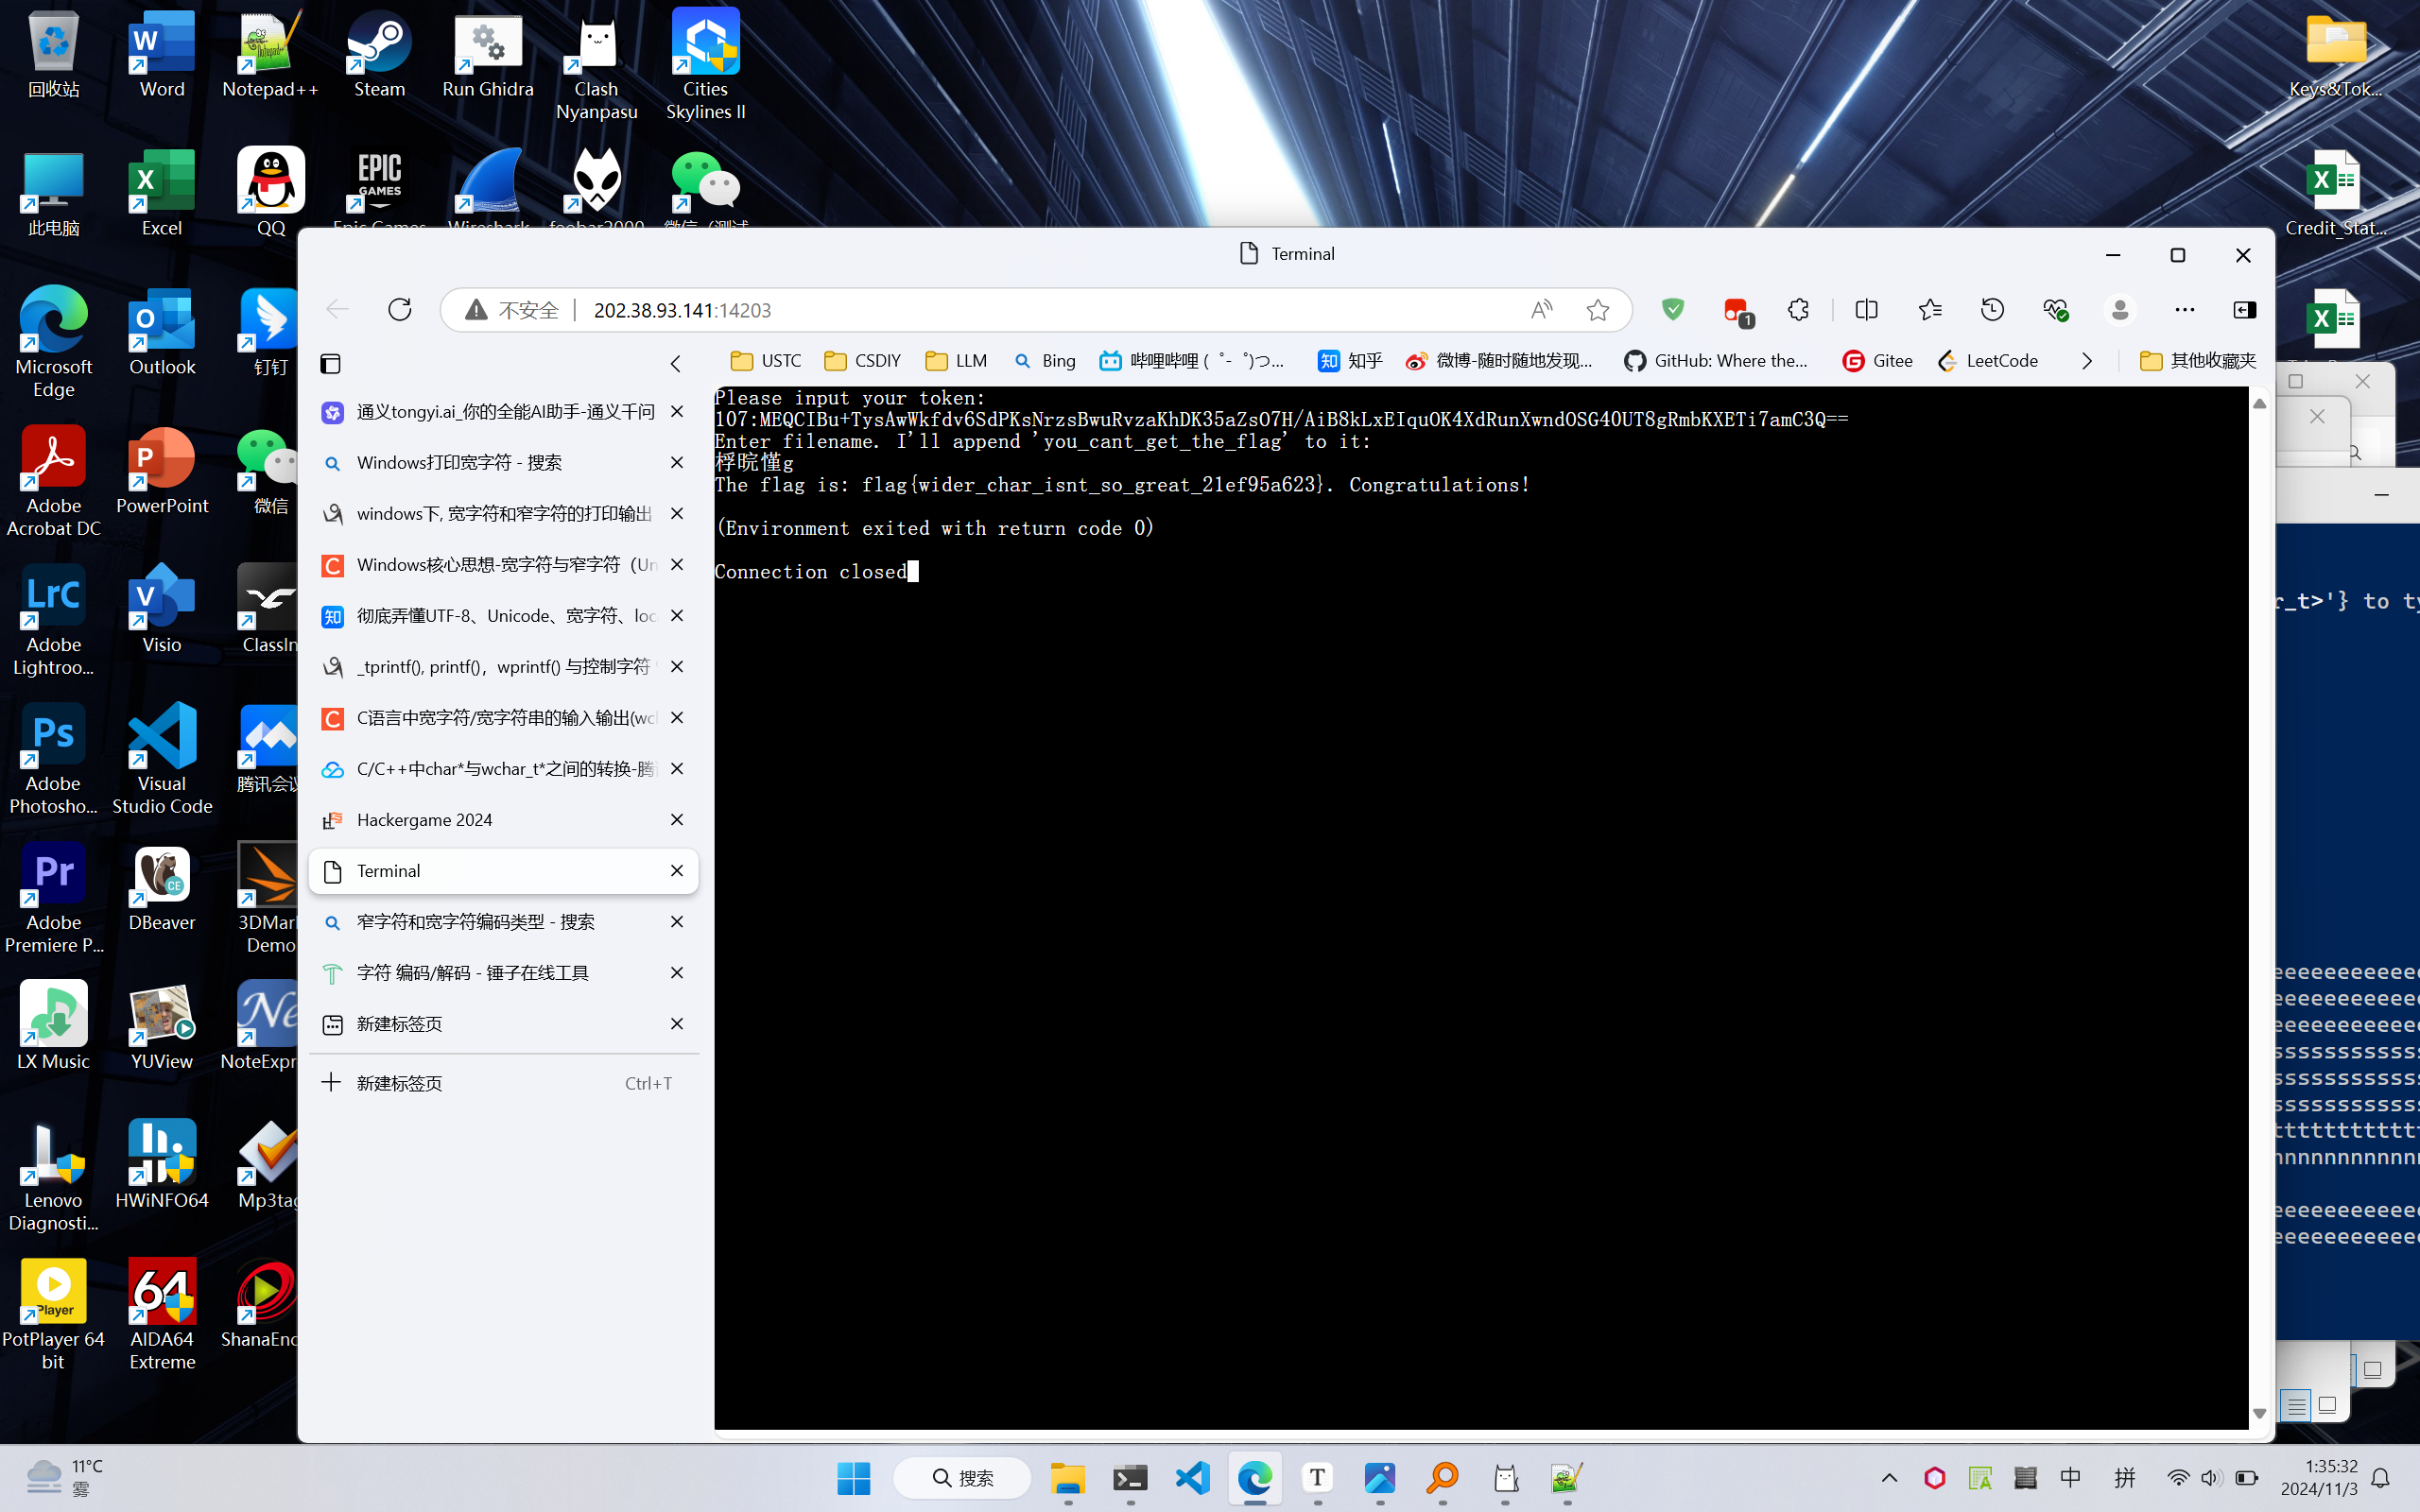 回收站
Word
Notepad++
Steam
Run Ghidra
Clash Nyanpasu
Cities Skylines II
Keys&Tok...
此电脑
Excel
QQ
Credit_Stat...
Microsoft Edge
Outlook
钉钉
Adobe Acrobat DC
PowerPoint
微信
Adobe Lightroo...
Visio
ClassIn
Adobe Photosho...
Visual Studio Code
腾讯会议
Adobe Premiere P...
DBeaver
3DMark Demo
LX Music
YUView
NoteExpr
Lenovo Diagnosti...
HWiNFO64
Mp3tag
PotPlayer 64 bit
AIDA64 Extreme
ShanaEnc
Terminal
不安全
202.38.93.141:14203
USTC
CSDIY
LLM
Bing
哔哩哔哩 (゜-゜)つ...
知乎
微博-随时随地发现...
GitHub: Where the...
Gitee
LeetCode
其他收藏夹
通义tongyi.ai_你的全能AI助手-通义千问
Windows打印宽字符 - 搜索
windows下, 宽字符和窄字符的打印输出
Windows核心思想-宽字符与窄字符（Un
彻底弄懂UTF-8、Unicode、宽字符、loc
_tprintf(), printf()，wprintf() 与控制字符
C语言中宽字符/宽字符串的输入输出(wc
C/C++中char*与wchar_t*之间的转换-腾
Hackergame 2024
Terminal
窄字符和宽字符编码类型 - 搜索
字符 编码/解码 - 锤子在线工具
新建标签页
新建标签页 Ctrl+T
Please input your token:
107:MEQCIBu+TysAwWkfdv6SdPKsNrzsBwuRvzaKhDK35aZsO7H/AiB8kLxEIquOK4XdRunXwndOSG40UT8gRmbKXETi7amC3Q==
Enter filename. I'll append 'you_cant_get_the_flag' to it:
桴晥懂g
The flag is: flag{wider_char_isnt_so_great_21ef95a623}. Congratulations!
(Environment exited with return code 0)
Connection closed
r_t>'} to ty
11°C
雾
搜索
中
拼
1:35:32
2024/11/3